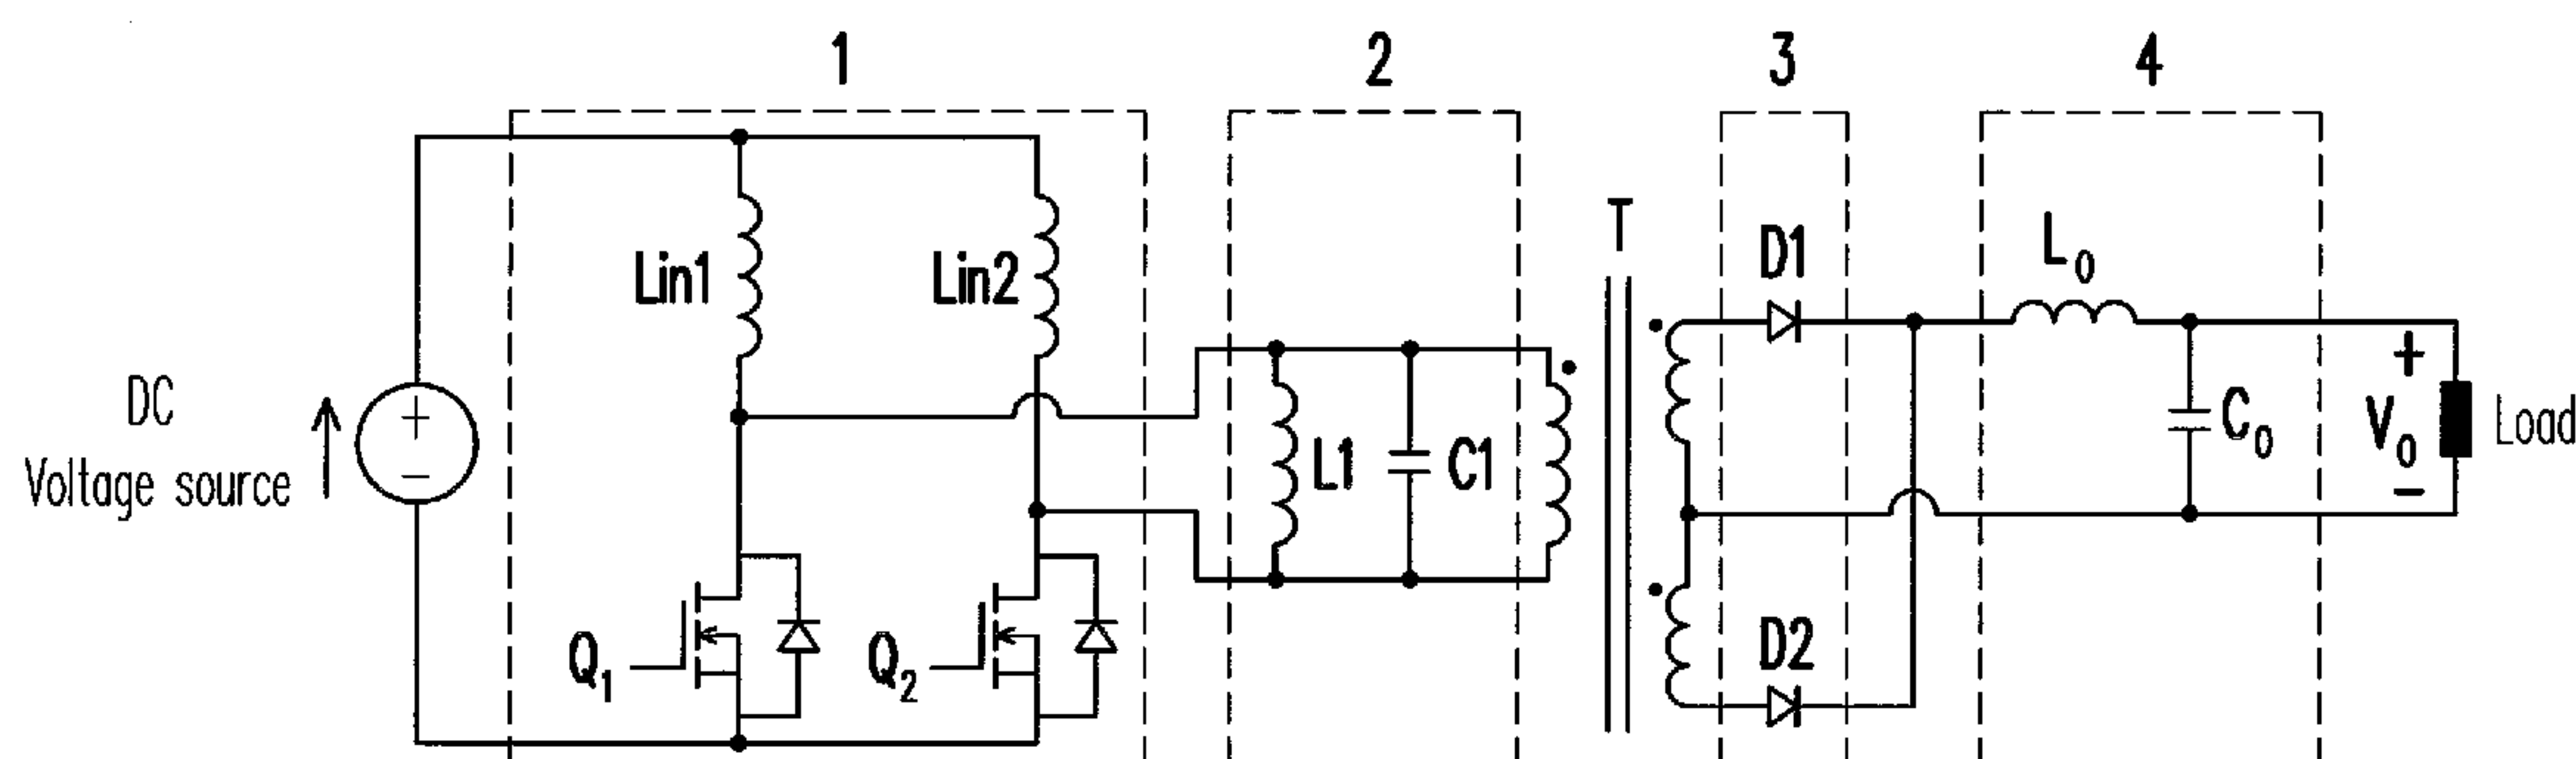 1
2
3
4
T
D1
L0
Lin1
Lin2
DC
Voltage source
+
−
L1
C1
+
V0
−
C0
Load
Q1
Q2
D2